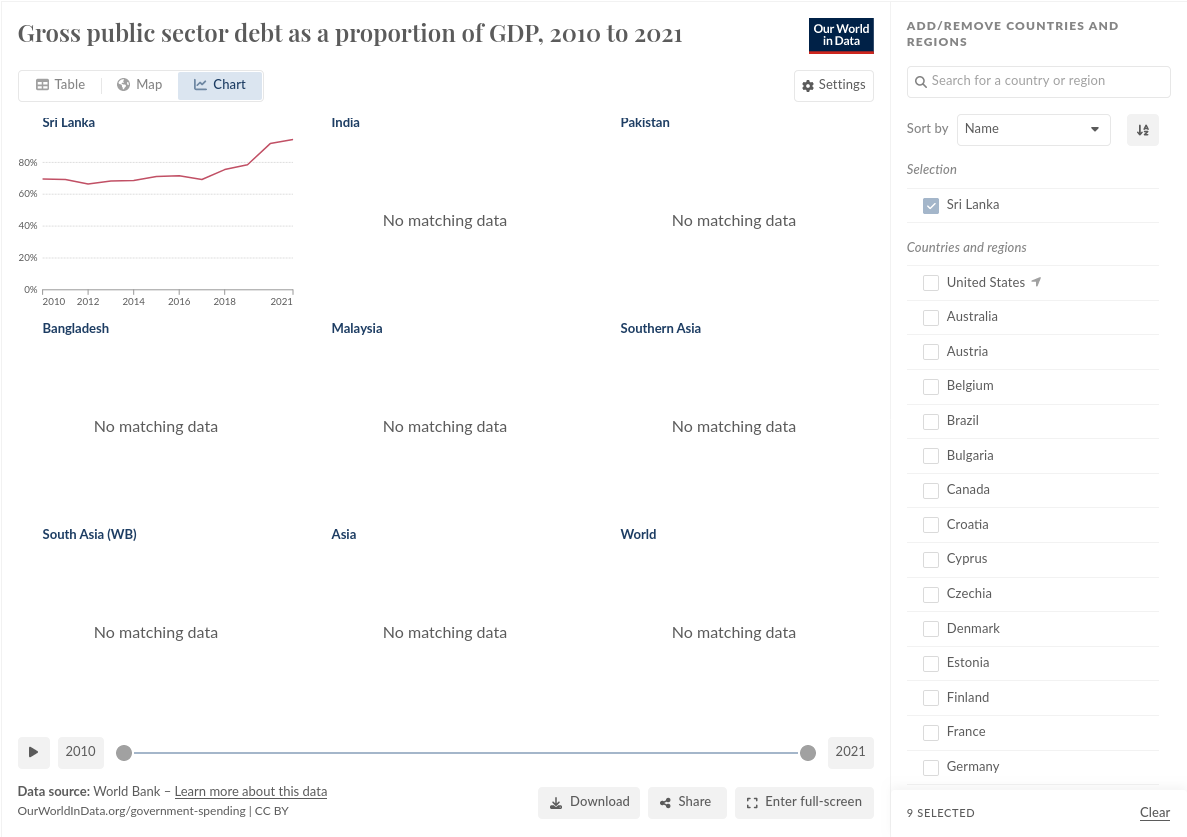 Gross public sector debt as a proportion of GDP, 2010 to 2021
Our World
in Data
Table
Map
Chart
Settings
Sri Lanka
India
Pakistan
80%
60%
40%
20%
0%
2010
2012
2014
2016
2018
2021
No matching data
No matching data
Bangladesh
Malaysia
Southern Asia
No matching data
No matching data
No matching data
South Asia (WB)
Asia
World
No matching data
No matching data
No matching data
2010
2021
Data source: World Bank – Learn more about this data
OurWorldInData.org/government-spending | CC BY
Download
Share
Enter full-screen
ADD/REMOVE COUNTRIES AND
REGIONS
Search for a country or region
Sort by
Name
Selection
Sri Lanka
Countries and regions
United States
Australia
Austria
Belgium
Brazil
Bulgaria
Canada
Croatia
Cyprus
Czechia
Denmark
Estonia
Finland
France
Germany
9 SELECTED
Clear